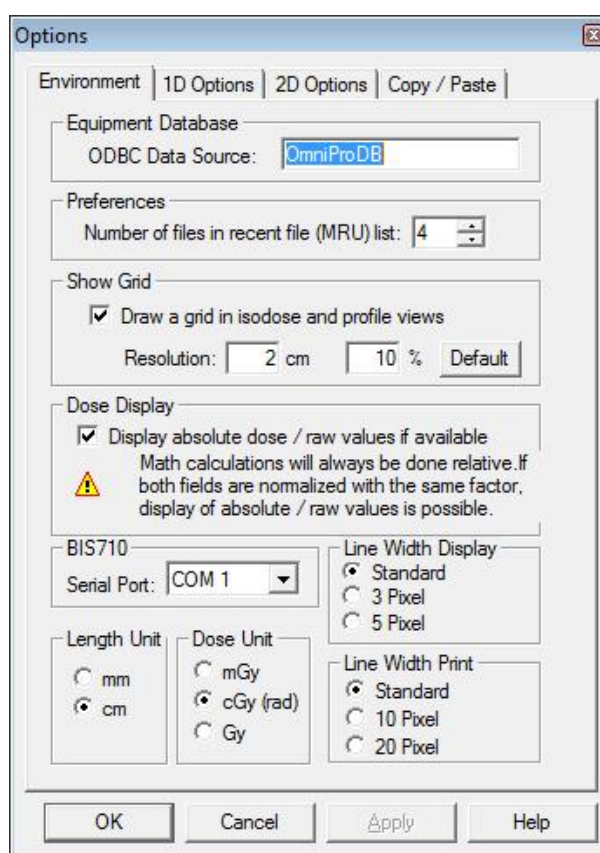 Options
Environment
1D Options
2D Options
Copy / Paste
Equipment Database
ODBC Data Source: OmniProDB
Preferences
Number of files in recent file (MRU) list: 4
Show Grid
Draw a grid in isodose and profile views
Resolution: 2 cm 10 % Default
Dose Display
Display absolute dose / raw values if available
Math calculations will always be done relative.If
both fields are normalized with the same factor,
display of absolute / raw values is possible.
BIS710
Serial Port: COM 1
Line Width Display
Standard
3 Pixel
5 Pixel
Length Unit
mm
cm
Dose Unit
mGy
cGy (rad)
Gy
Line Width Print
Standard
10 Pixel
20 Pixel
OK
Cancel
Apply
Help